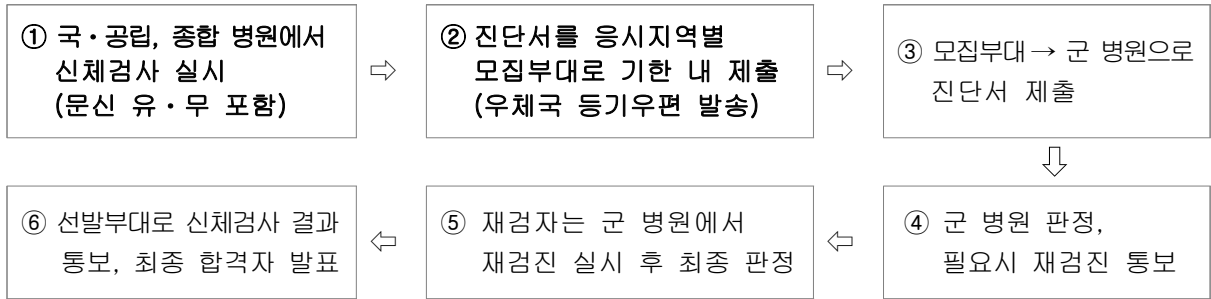 ① 국・공립, 종합 병원에서
신체검사 실시
(문신 유・무 포함)
② 진단서를 응시지역별
모집부대로 기한 내 제출
(우체국 등기우편 발송)
③ 모집부대→ 군 병원으로
진단서 제출
④ 군 병원 판정,
필요시 재검진 통보
⑤ 재검자는 군 병원에서
재검진 실시 후 최종 판정
⑥ 선발부대로 신체검사 결과
통보, 최종 합격자 발표